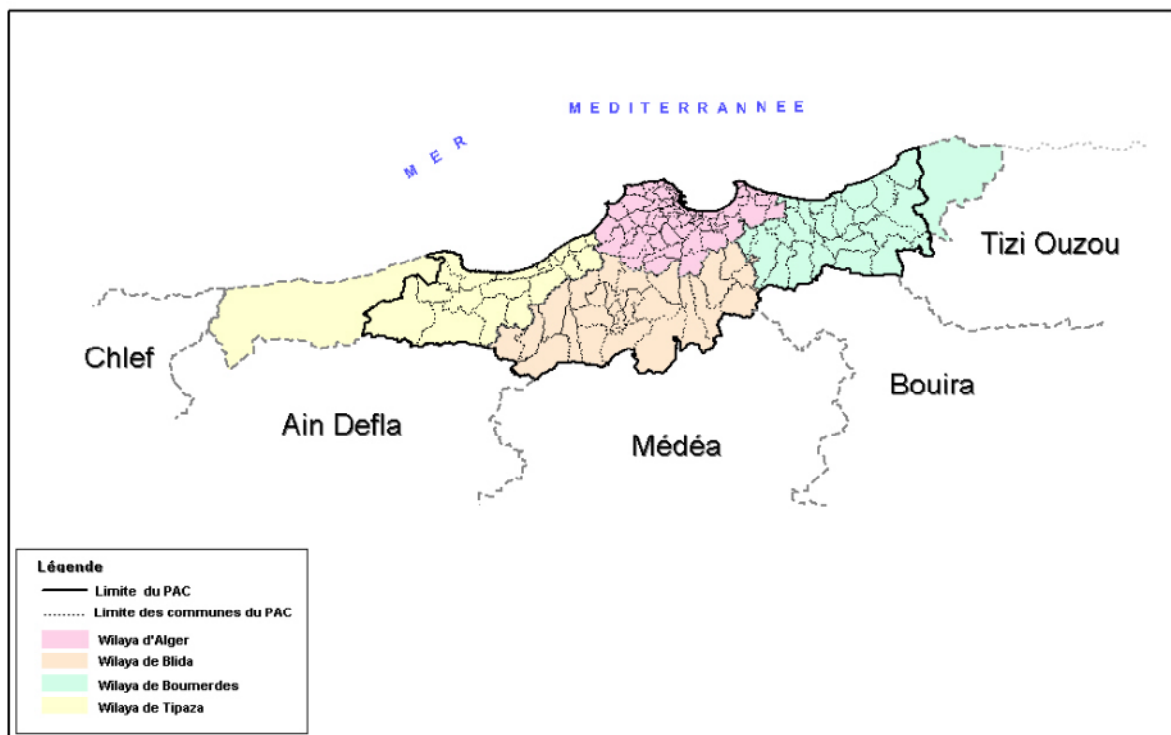 MER MEDITERRANNEE
Tizi Ouzou
Chlef
Bouira
Ain Defla
Médéa
Légende
Limite du PAC
Limite des communes du PAC
Wilaya d'Alger
Wilaya de Blida
Wilaya de Boumerdes
Wilaya de Tipaza